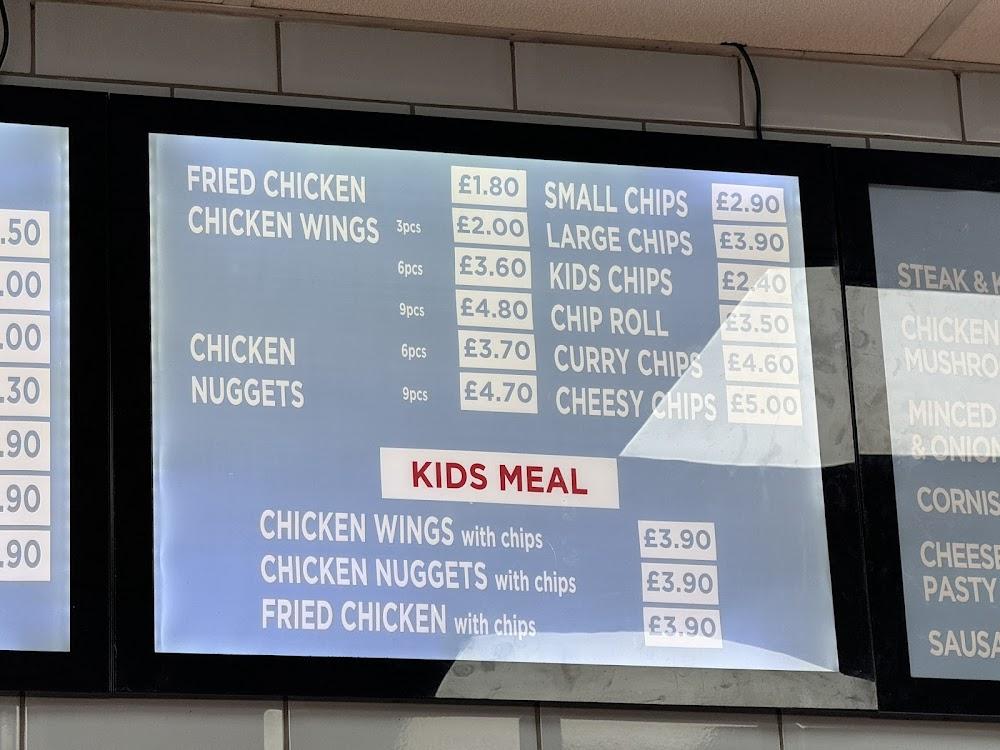 .50
.00
.00
.30
.90
.90
.90
FRIED CHICKEN £1.80
CHICKEN WINGS 3pcs £2.00
6pcs £3.60
9pcs £4.80
CHICKEN 6pcs £3.70
NUGGETS 9pcs £4.70
SMALL CHIPS £2.90
LARGE CHIPS £3.90
KIDS CHIPS £2.40
CHIP ROLL £3.50
CURRY CHIPS £4.60
CHEESY CHIPS £5.00
KIDS MEAL
CHICKEN WINGS with chips £3.90
CHICKEN NUGGETS with chips £3.90
FRIED CHICKEN with chips £3.90
STEAK &
CHICKEN
MINCED
CHEESE
PASTY